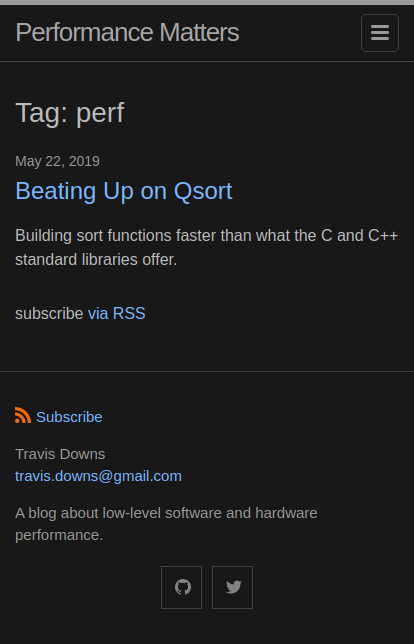 Performance Matters
Tag: perf
May 22, 2019
Beating Up on Qsort
Building sort functions faster than what the C and C++
standard libraries offer.
subscribe via RSS
Subscribe
Travis Downs
travis.downs@gmail.com
A blog about low-level software and hardware
performance.